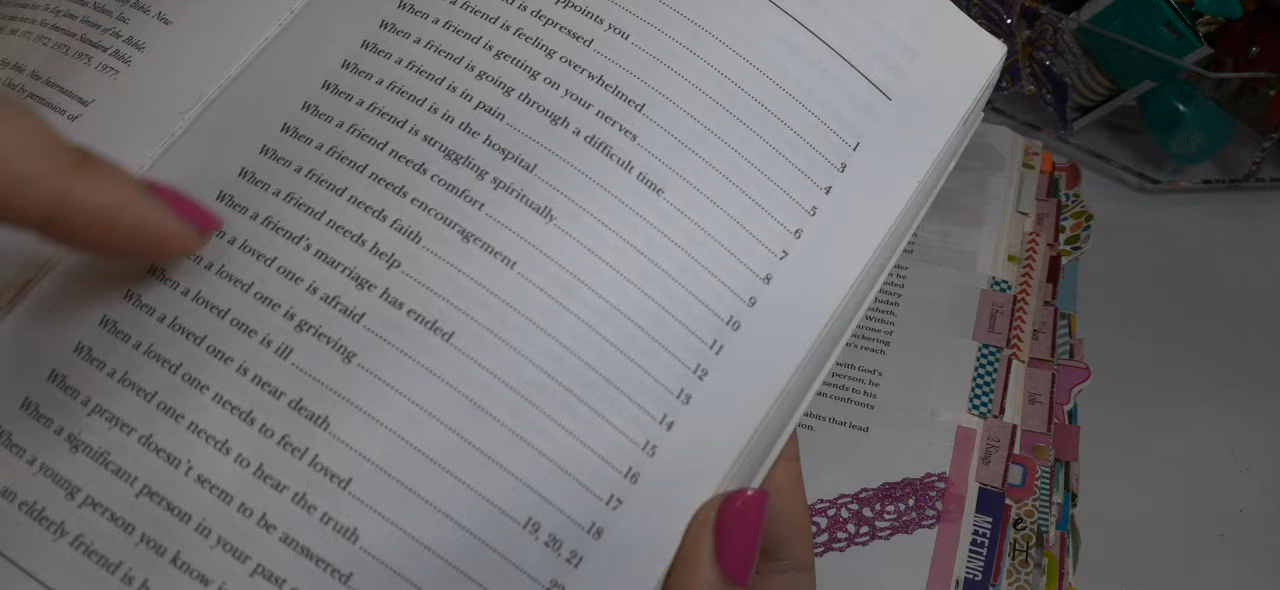 Bible, New
Nelson, Inc.
James Version of the Bible.
New American Standard Bible,
1971, 1972, 1973, 1975, 1977.
Bible, New International
Used by permission of
you
is depressed
1
a friend is feeling overwhelmed
3
When a friend is getting on your nerves
4
When a friend is going through a difficult time
5
When a friend is in pain
6
When a friend is in the hospital
7
When a friend is struggling spiritually
8
When a friend needs comfort
9
When a friend needs encouragement
10
When a friend needs faith
11
When a friend needs help
12
When a friend's marriage has ended
13
a loved one is afraid
14
a loved one is grieving
15
When a loved one is ill
16
When a loved one is near death
17
When a loved one needs to feel loved
18
When a loved one needs to hear the truth
19, 20, 21
When a prayer doesn't seem to be answered
When a significant person in your past
When a young person you know
an elderly friend is
Judah
Within
throne of
bickering
reach.
with God's
person, he
sends to his
confronts
habits that lead
2 Samuel
Job
2 Kings
MEETING